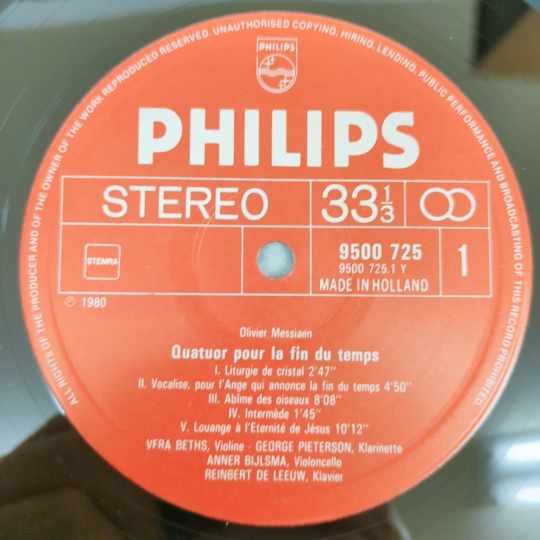 ALL RIGHTS OF THE PRODUCER AND OF THE OWNER OF THE WORK REPRODUCED RESERVED. UNAUTHORISED COPYING, HIRING, LENDING, PUBLIC PERFORMANCE AND BROADCASTING OF THIS RECORD PROHIBITED.
PHILIPS
PHILIPS
STEREO 33 1/3
STEMRA
9500 725
9500 725.1 Y
MADE IN HOLLAND
1
℗ 1980
Olivier Messiaen
Quatuor pour la fin du temps
I. Liturgie de cristal 2'47"
II. Vocalise, pour l'Ange qui annonce la fin du temps 4'50"
III. Abîme des oiseaux 8'08"
IV. Intermède 1'45"
V. Louange à l'Eternité de Jésus 10'12"
VERA BETHS, Violine - GEORGE PIETERSON, Klarinette
ANNER BIJLSMA, Violoncello
REINBERT DE LEEUW, Klavier